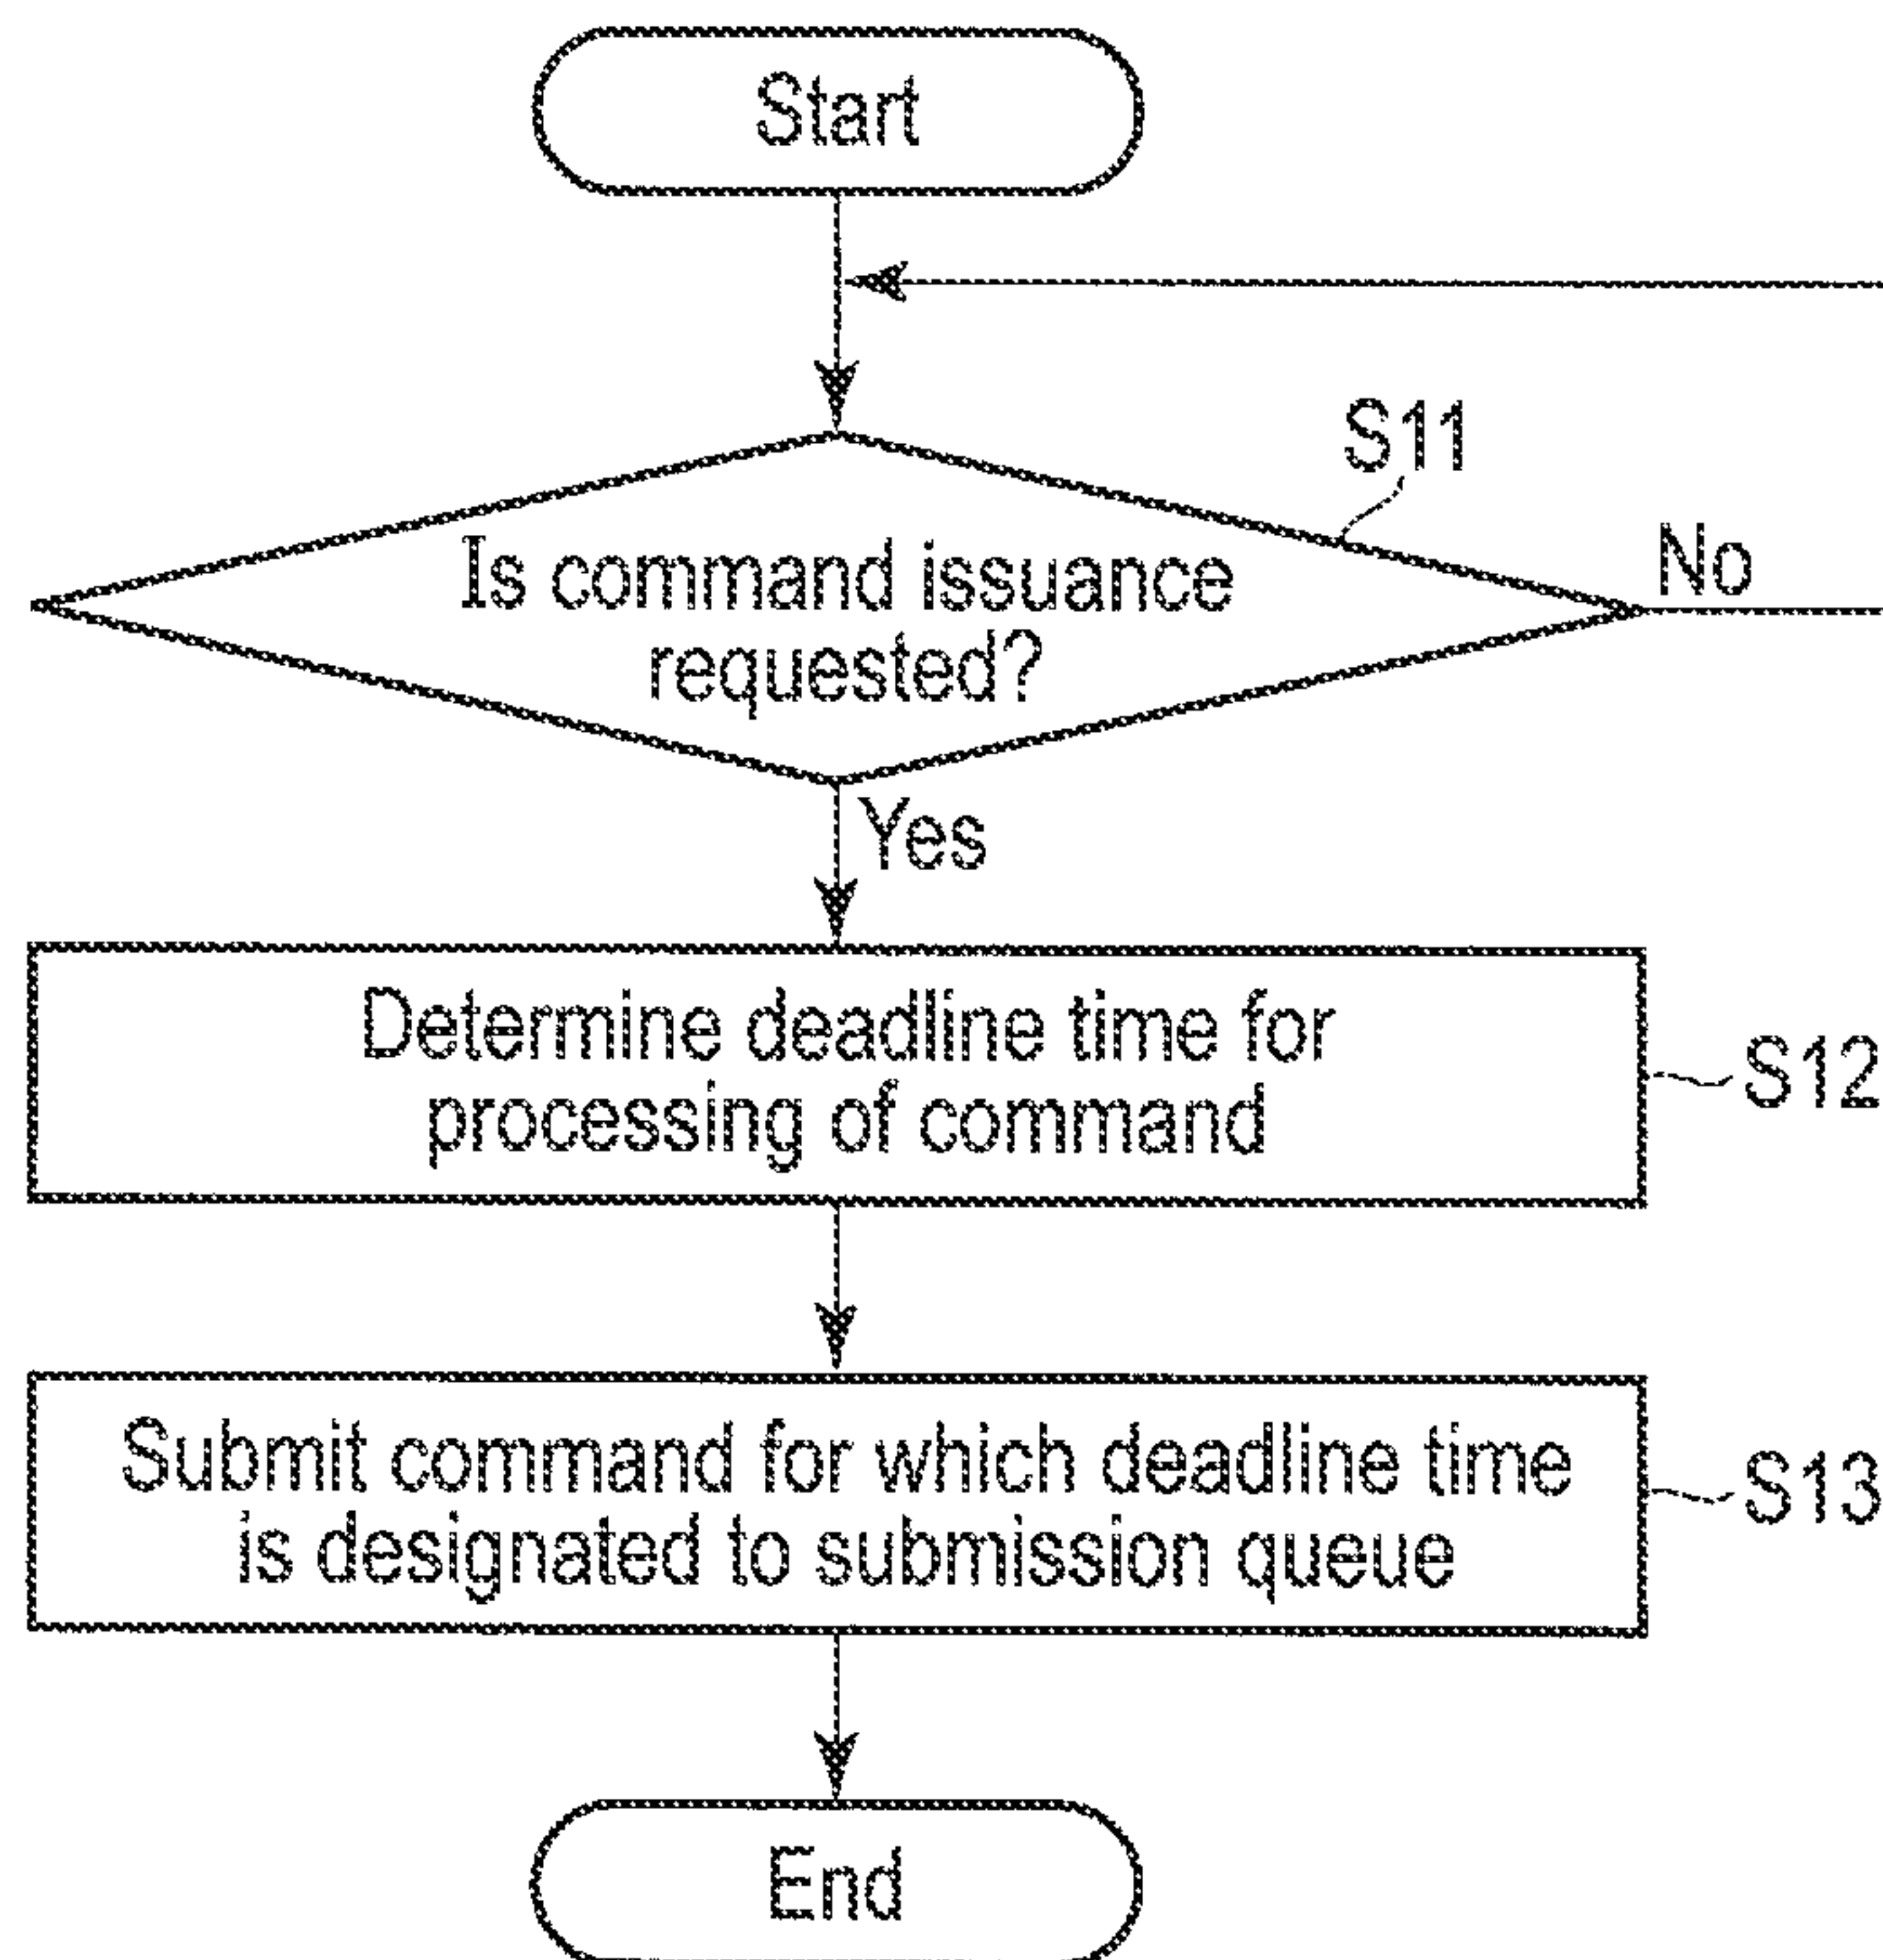 Start
S11
Is command issuance
requested?
No
Yes
Determine deadline time for
processing of command
S12
Submit command for which deadline time
is designated to submission queue
S13
End